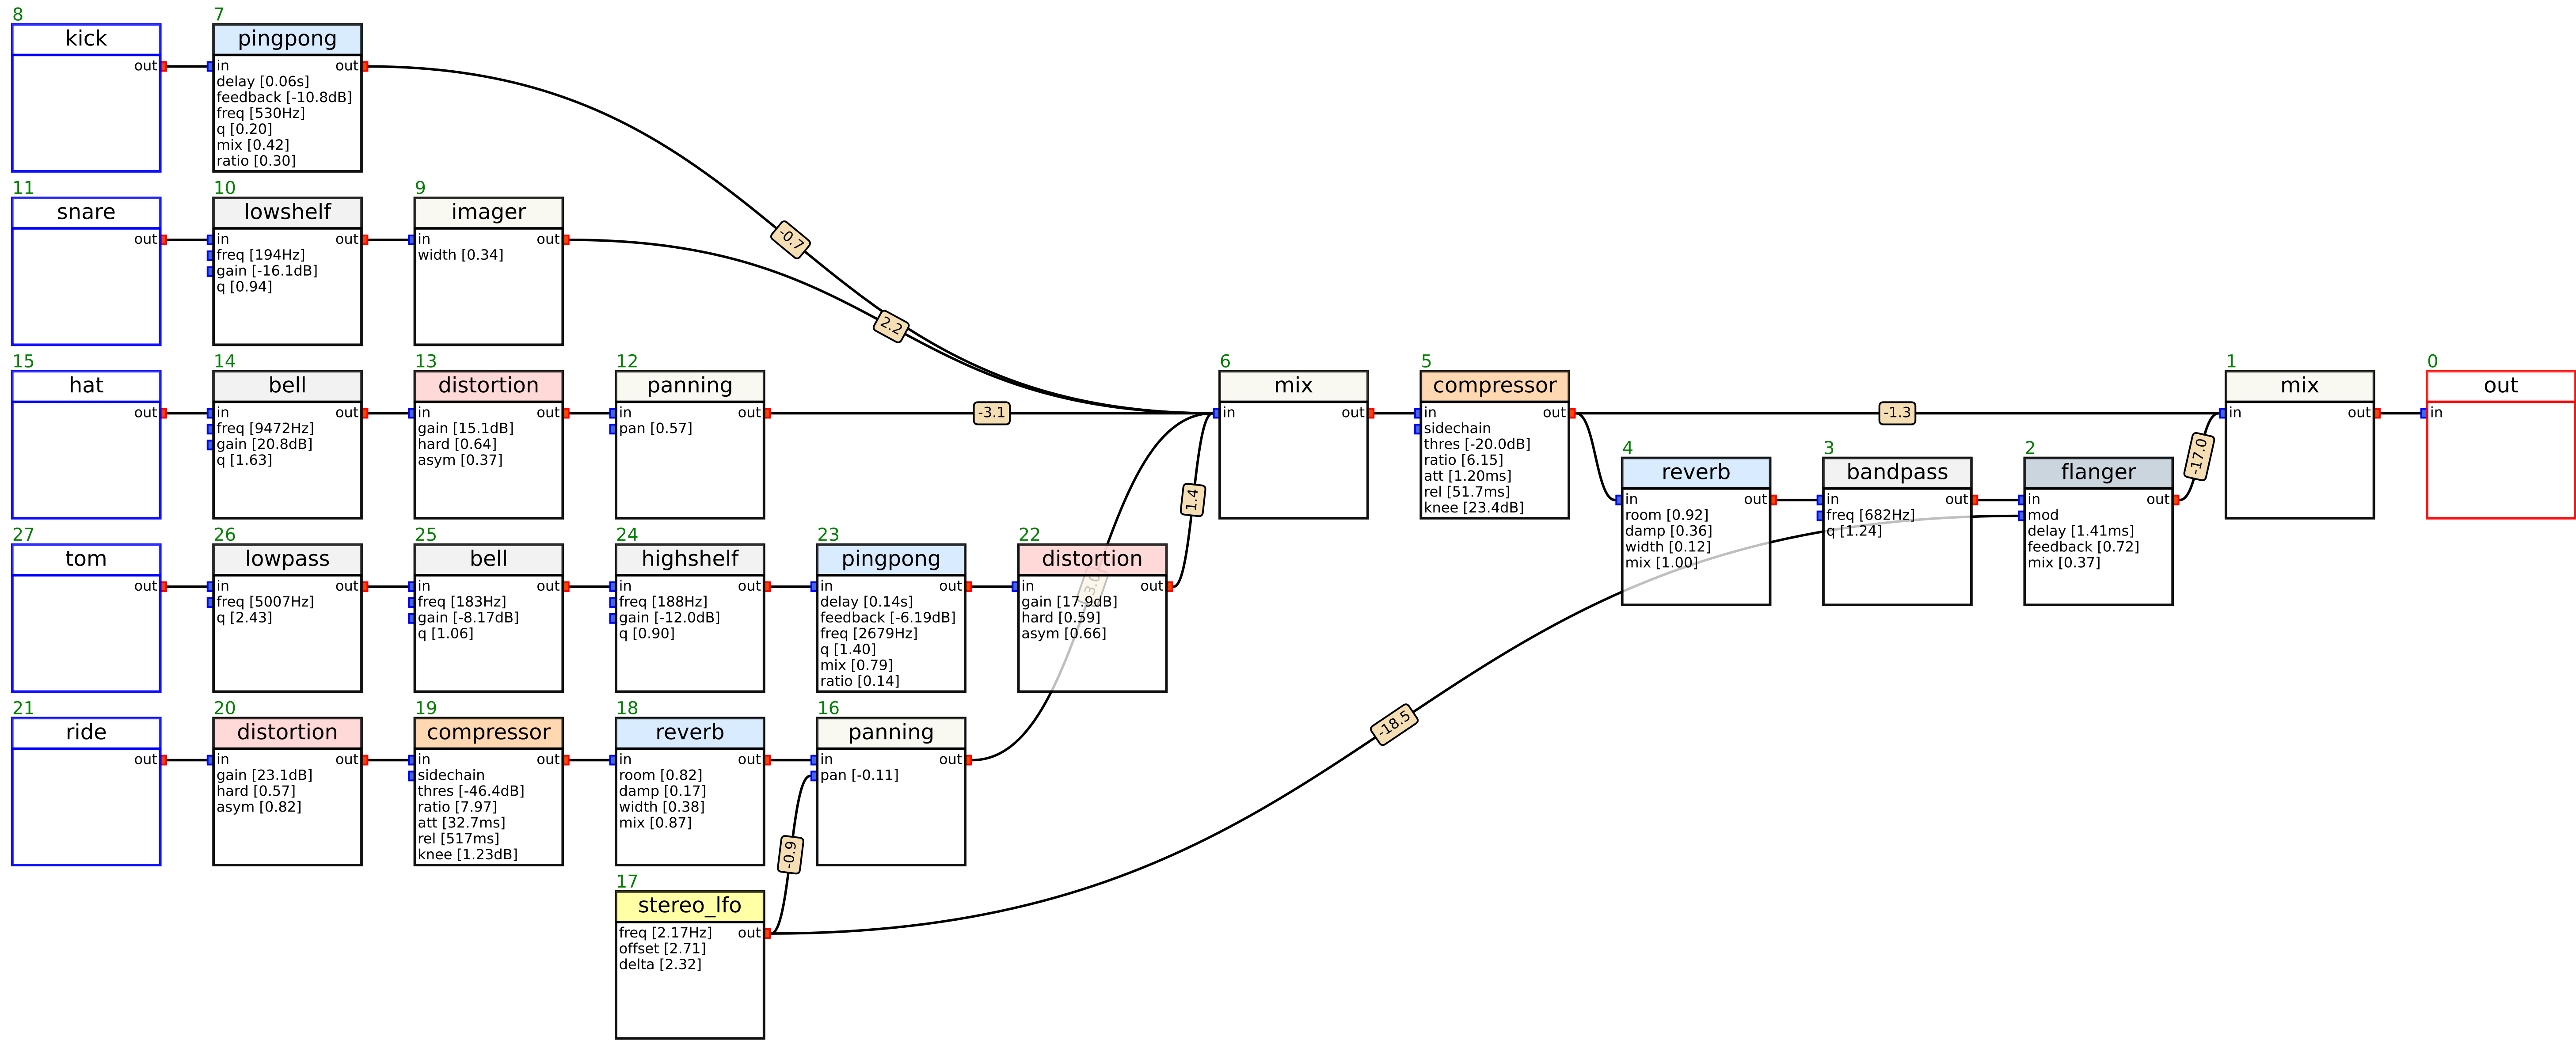 8
kick
out
7
pingpong
in out
delay [0.06s]
feedback [-10.8dB]
freq [530Hz]
q [0.20]
mix [0.42]
ratio [0.30]
-0.7
11
snare
out
10
lowshelf
in out
freq [194Hz]
gain [-16.1dB]
q [0.94]
9
imager
in out
width [0.34]
2.2
15
hat
out
14
bell
in out
freq [9472Hz]
gain [20.8dB]
q [1.63]
13
distortion
in out
gain [15.1dB]
hard [0.64]
asym [0.37]
12
panning
in out
pan [0.57]
-3.1
6
mix
in out
5
compressor
in out
sidechain
thres [-20.0dB]
ratio [6.15]
att [1.20ms]
rel [51.7ms]
knee [23.4dB]
-1.3
4
reverb
in out
room [0.92]
damp [0.36]
width [0.12]
mix [1.00]
3
bandpass
in out
freq [682Hz]
q [1.24]
2
flanger
in out
mod
delay [1.41ms]
feedback [0.72]
mix [0.37]
-17.0
1
mix
in out
0
out
in
27
tom
out
26
lowpass
in out
freq [5007Hz]
q [2.43]
25
bell
in out
freq [183Hz]
gain [-8.17dB]
q [1.06]
24
highshelf
in out
freq [188Hz]
gain [-12.0dB]
q [0.90]
23
pingpong
in out
delay [0.14s]
feedback [-6.19dB]
freq [2679Hz]
q [1.40]
mix [0.79]
ratio [0.14]
22
distortion
in out
gain [17.9dB]
hard [0.59]
asym [0.66]
1.4
21
ride
out
20
distortion
in out
gain [23.1dB]
hard [0.57]
asym [0.82]
19
compressor
in out
sidechain
thres [-46.4dB]
ratio [7.97]
att [32.7ms]
rel [517ms]
knee [1.23dB]
18
reverb
in out
room [0.82]
damp [0.17]
width [0.38]
mix [0.87]
16
panning
in out
pan [-0.11]
-0.9
17
stereo_lfo
freq [2.17Hz] out
offset [2.71]
delta [2.32]
-18.5